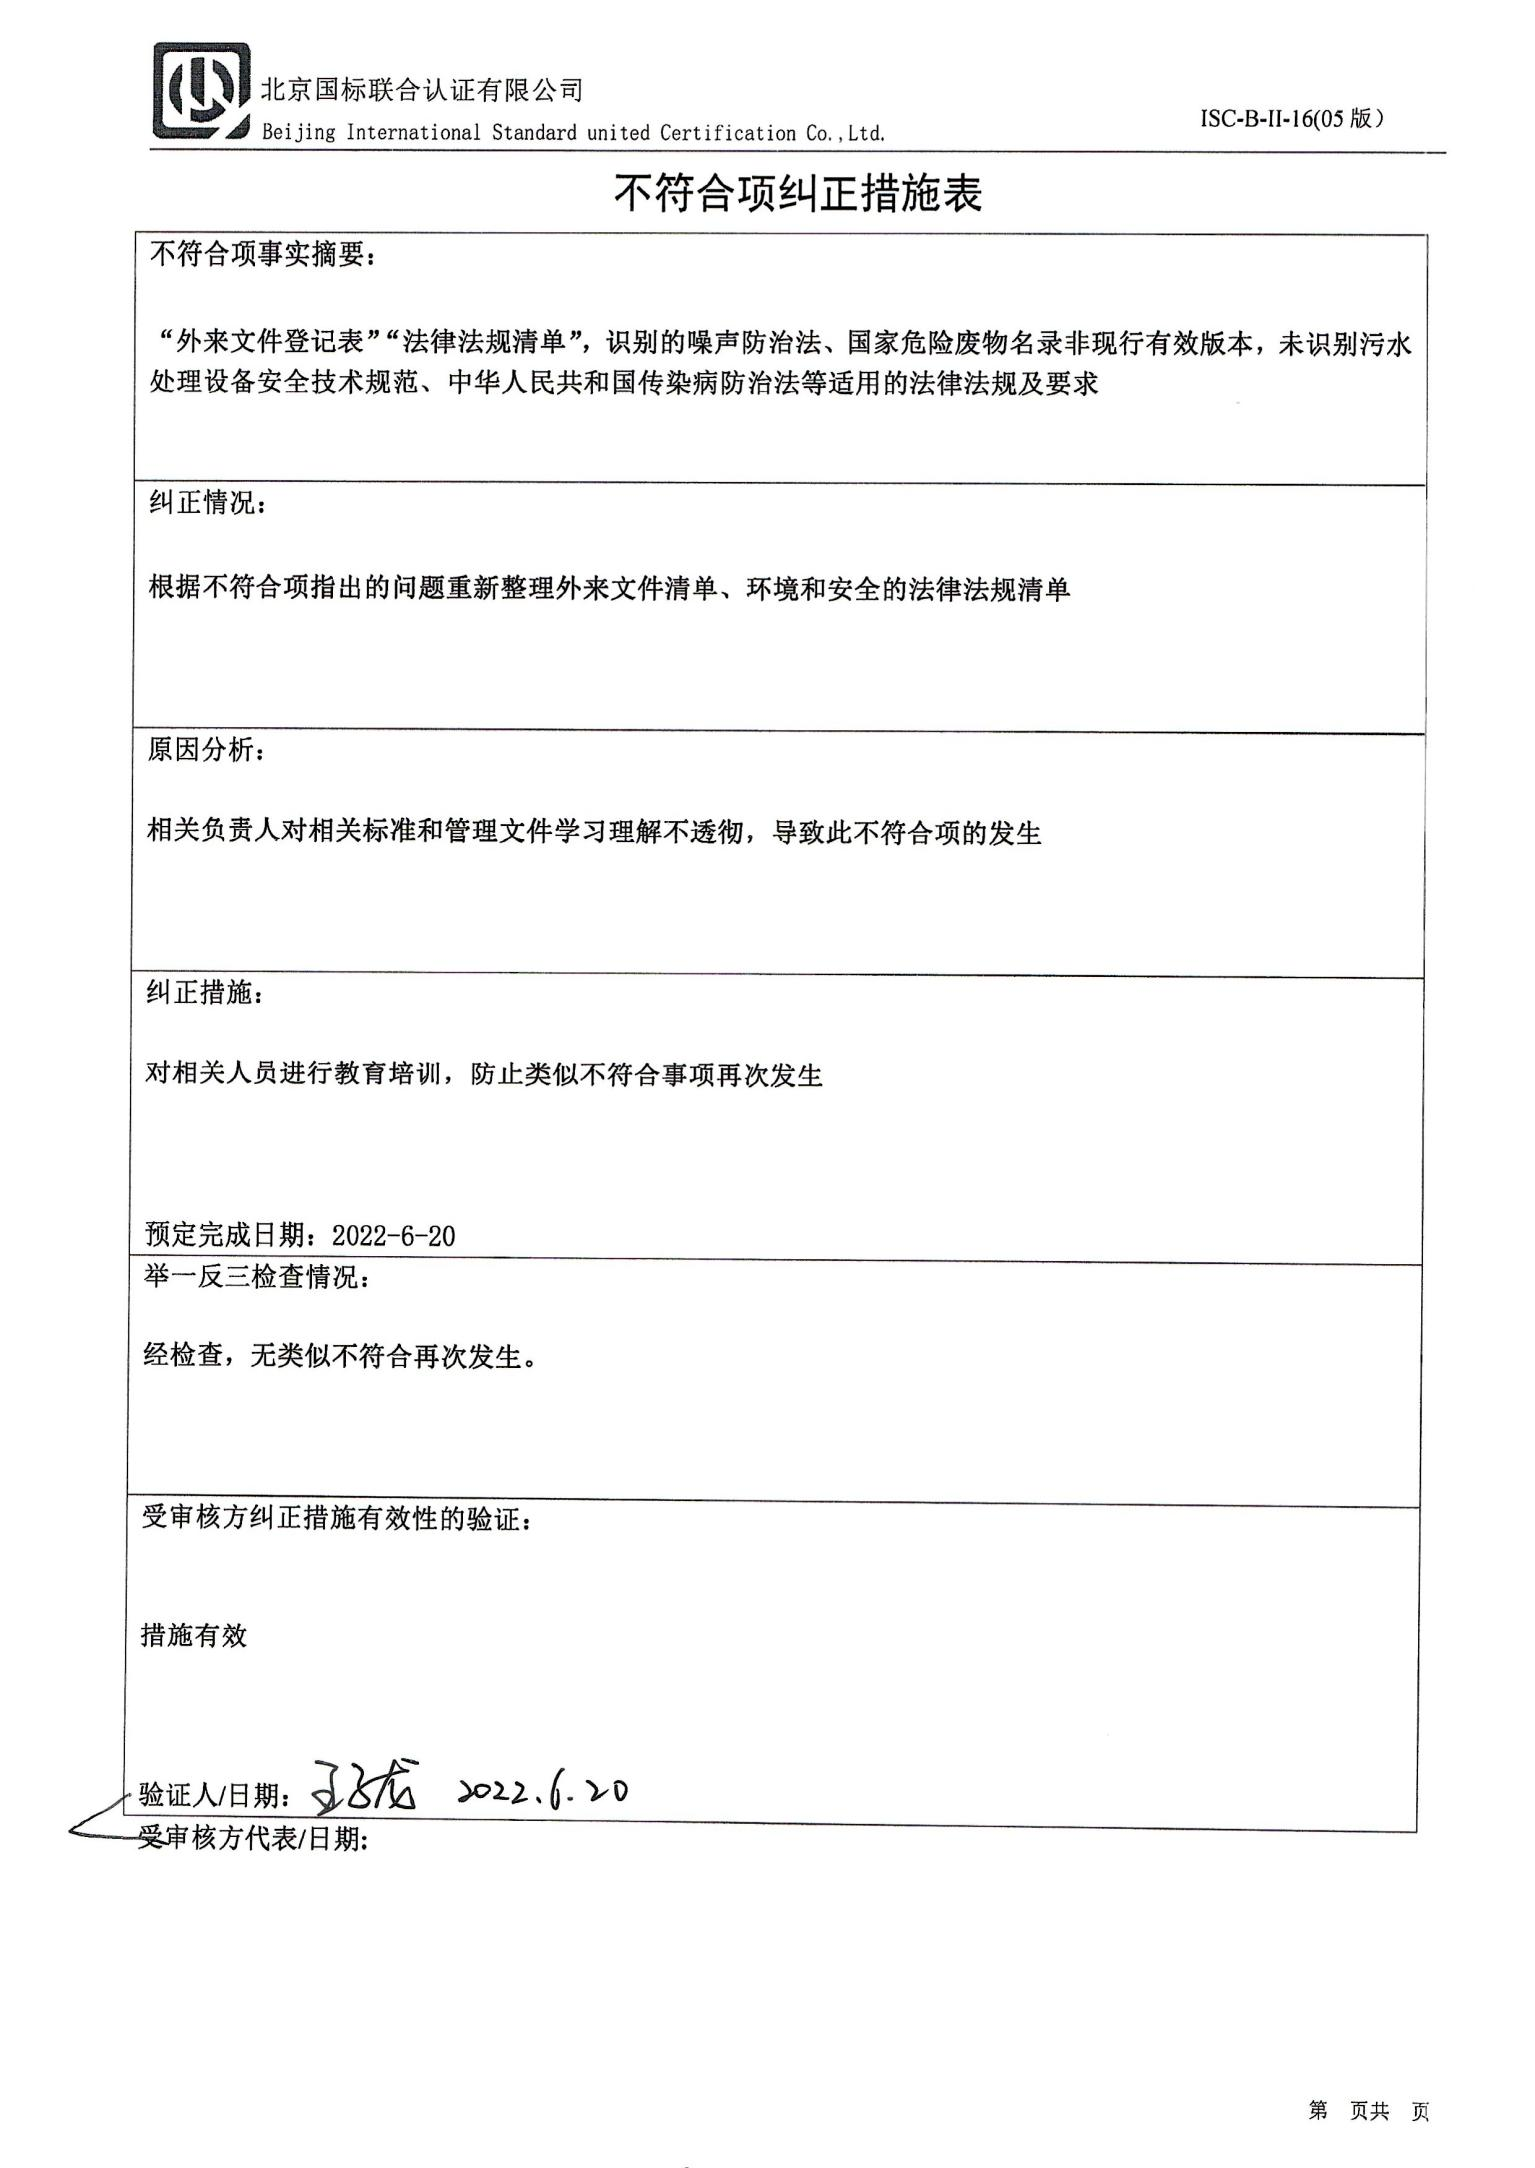 北京国标联合认证有限公司
Beijing International Standard united Certification Co.,Ltd.
ISC-B-II-16(05 版)
不符合项纠正措施表
不符合项事实摘要：
“外来文件登记表”“法律法规清单”，识别的噪声防治法、国家危险废物名录非现行有效版本，未识别污水
处理设备安全技术规范、中华人民共和国传染病防治法等适用的法律法规及要求
纠正情况：
根据不符合项指出的问题重新整理外来文件清单、环境和安全的法律法规清单
原因分析：
相关负责人对相关标准和管理文件学习理解不透彻，导致此不符合项的发生
纠正措施：
对相关人员进行教育培训，防止类似不符合事项再次发生
预定完成日期：2022-6-20
举一反三检查情况：
经检查，无类似不符合再次发生。
受审核方纠正措施有效性的验证：
措施有效
验证人/日期：王子龙 2022.6.20
受审核方代表/日期:
第 页共 页